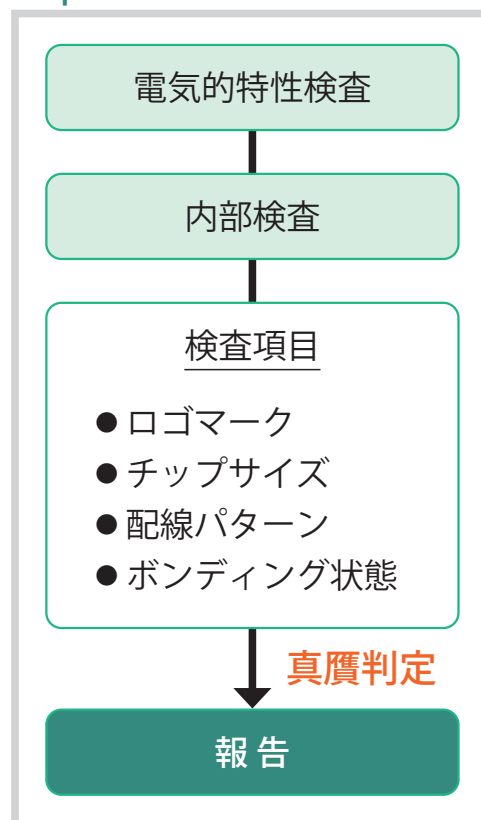 電気的特性検査
内部検査
検査項目
●ロゴマーク
●チップサイズ
●配線パターン
●ボンディング状態
真贋判定
報告